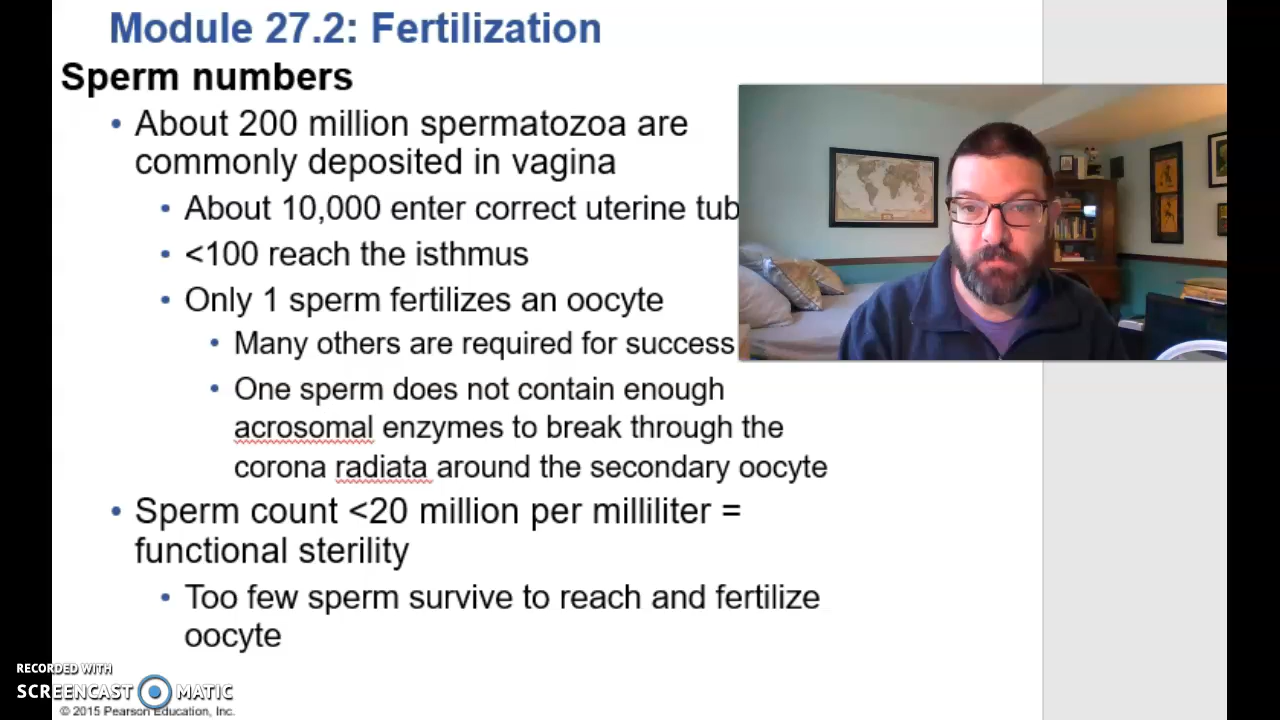 Module 27.2: Fertilization
Sperm numbers
• About 200 million spermatozoa are
commonly deposited in vagina
• About 10,000 enter correct uterine tub
• <100 reach the isthmus
• Only 1 sperm fertilizes an oocyte
• Many others are required for success
• One sperm does not contain enough
acrosomal enzymes to break through the
corona radiata around the secondary oocyte
• Sperm count <20 million per milliliter =
functional sterility
• Too few sperm survive to reach and fertilize
oocyte
RECORDED WITH
SCREENCAST MATIC
© 2015 Pearson Education, Inc.